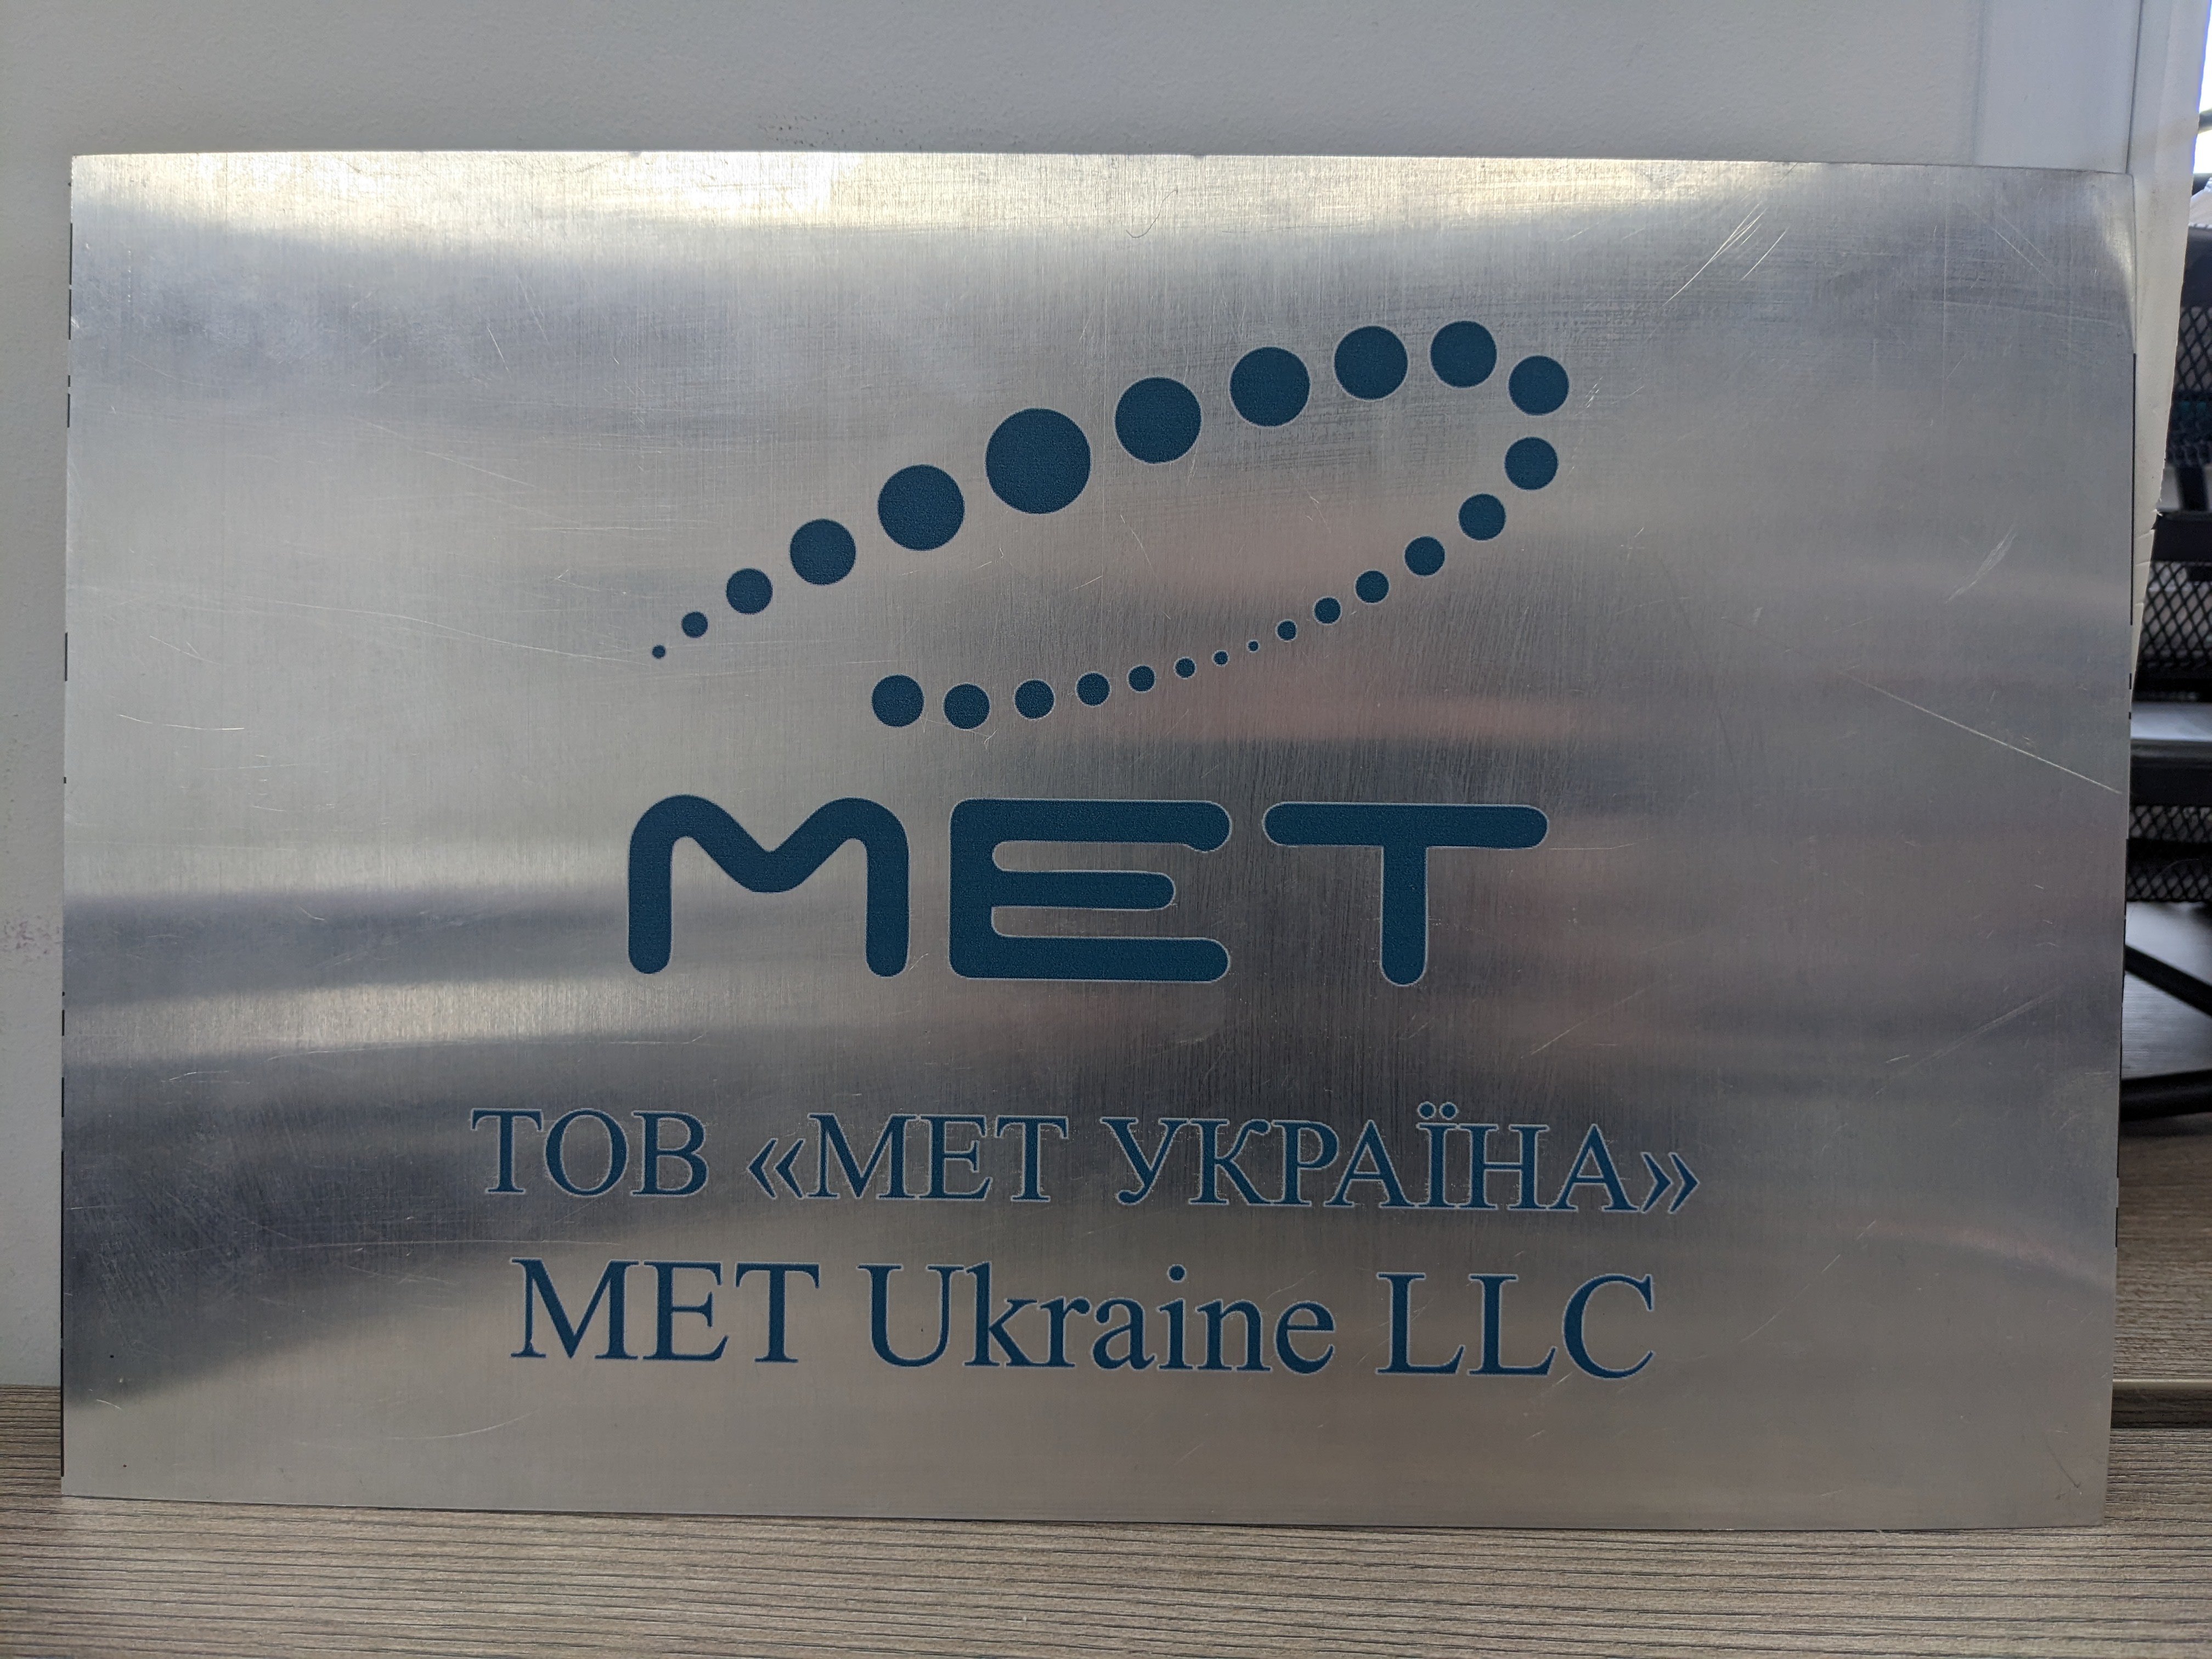 MET
ТОВ «МЕТ УКРАЇНА»
MET Ukraine LLC